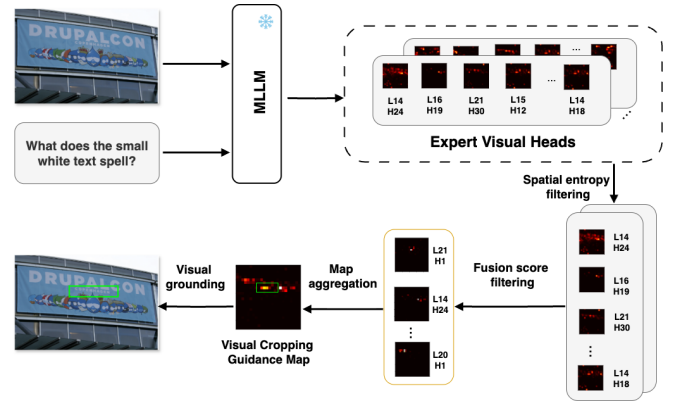 DRUPALCON
What does the small
white text spell?
MLLM
L14
H24
L16
H19
L21
H30
L15
H12
...
L14
H18
...
Expert Visual Heads
Spatial entropy
filtering
L14
H24
L16
H19
L21
H30
...
L14
H18
Fusion score
filtering
L21
H1
L14
H24
...
L20
H1
Map
aggregation
Visual Cropping
Guidance Map
Visual
grounding
DRUPALCON